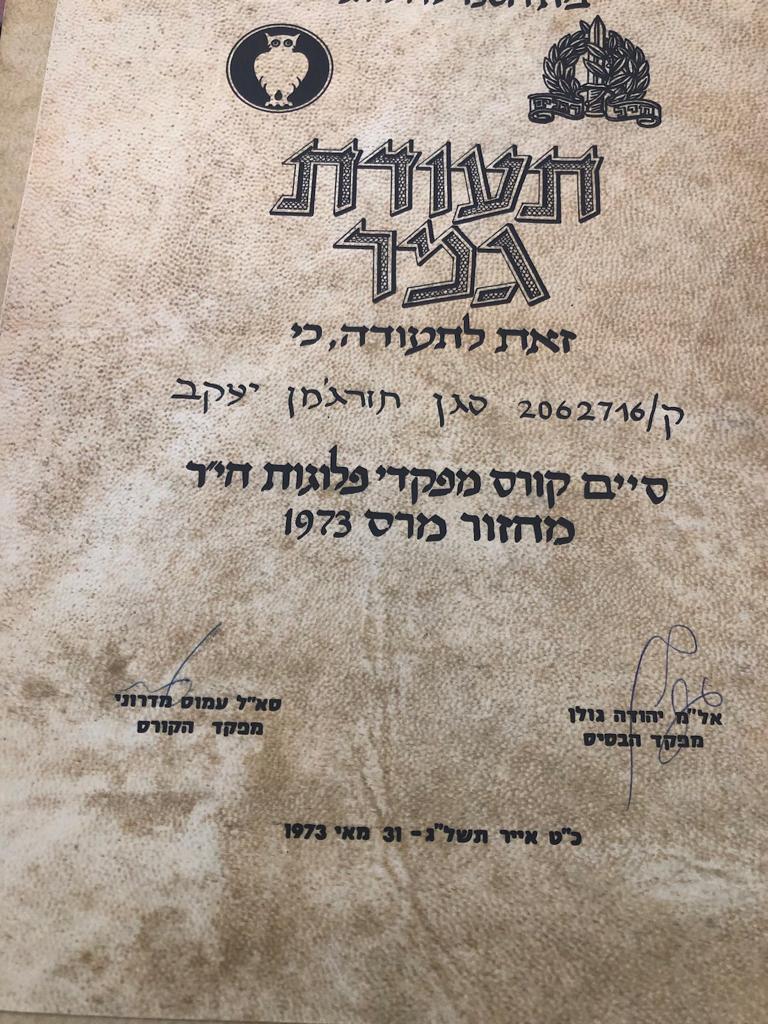 תעודת
גמר
זאת לתעודה, כי
ק/2062716 סגן תורג'מן יעקב
סיים קורס מפקדי פלוגות חי"ר
מחזור מרס 1973
אל"מ יהודה גולן
מפקד הבסיס
סא"ל עמוס מדרוני
מפקד הקורס
כ"ט אייר תשל"ג - 31 מאי 1973